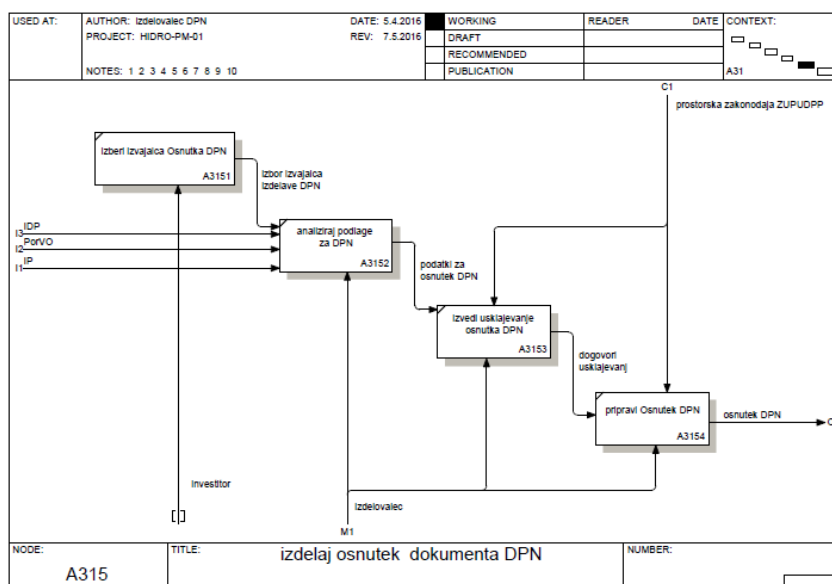 USED AT:
AUTHOR: Izdelovalec DPN
DATE: 5.4.2016
WORKING
READER
DATE
CONTEXT:
PROJECT: HIDRO-PM-01
REV: 7.5.2016
DRAFT
RECOMMENDED
NOTES: 1 2 3 4 5 6 7 8 9 10
PUBLICATION
A31
C1
prostorska zakonodaja ZUPUDPP
Izberi Izvajalca Osnutka DPN
A3151
Izbor Izvajalca
Izdelave DPN
I3
IDP
I2
PorVO
I1
IP
analiziraj podlage
za DPN
A3152
podatki za
osnutek DPN
Izvedi usklajevanje
osnutka DPN
A3153
dogovori
usklajevanj
pripravi Osnutek DPN
A3154
osnutek DPN
Investitor
Izdelovalec
M1
NODE:
A315
TITLE:
izdelaj osnutek dokumenta DPN
NUMBER: